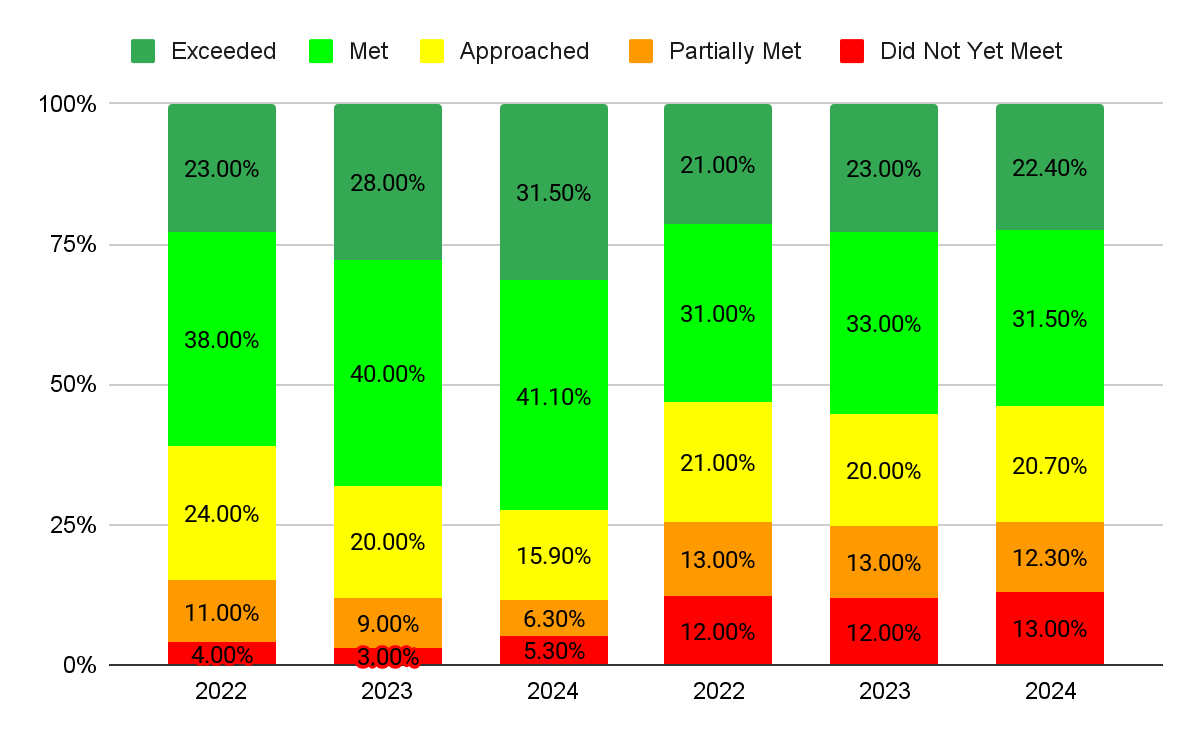 Exceeded Met Approached Partially Met Did Not Yet Meet
100%
23.00% 28.00% 31.50% 21.00% 23.00% 22.40%
75%
38.00% 40.00% 41.10% 31.00% 33.00% 31.50%
50%
24.00% 20.00% 15.90% 21.00% 20.00% 20.70%
25%
11.00% 9.00% 6.30% 13.00% 13.00% 12.30%
4.00% 3.00% 5.30% 12.00% 12.00% 13.00%
0%
2022 2023 2024 2022 2023 2024